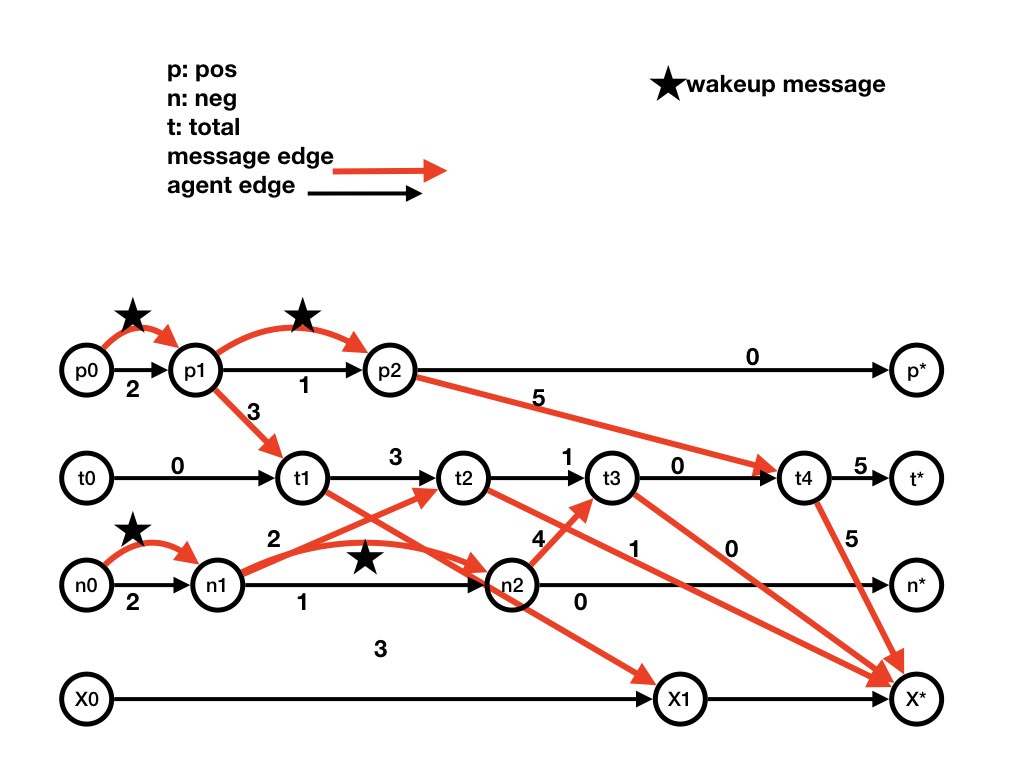 p: pos
n: neg
t: total
message edge
agent edge
wakeup message
p0
2
p1
1
p2
0
p*
3
5
t0
0
t1
3
t2
1
t3
0
t4
5
t*
2
4
1
0
5
n0
2
n1
1
n2
0
n*
3
X0
X1
X*